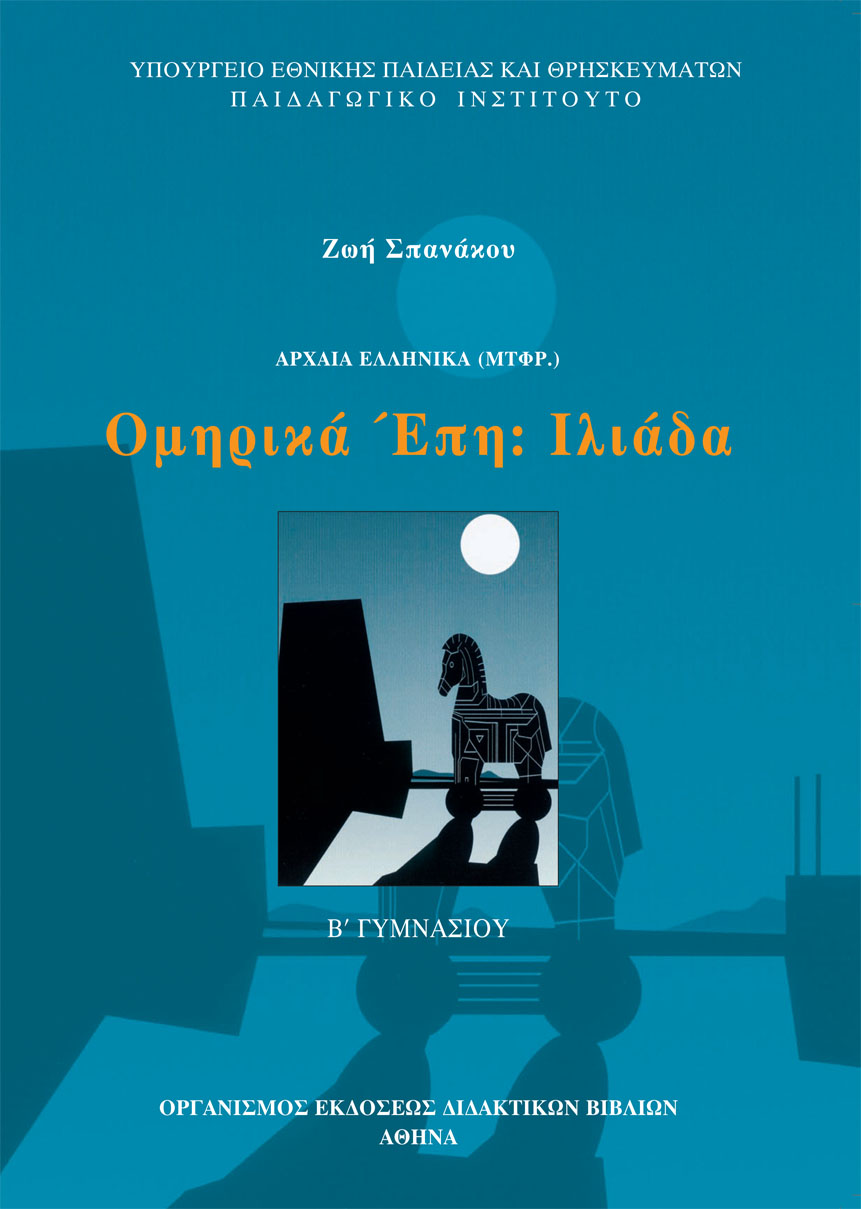 ΥΠΟΥΡΓΕΙΟ ΕΘΝΙΚΗΣ ΠΑΙΔΕΙΑΣ ΚΑΙ ΘΡΗΣΚΕΥΜΑΤΩΝ
ΠΑΙΔΑΓΩΓΙΚΟ ΙΝΣΤΙΤΟΥΤΟ
Ζωή Σπανάκου
ΑΡΧΑΙΑ ΕΛΛΗΝΙΚΑ (ΜΤΦΡ.)
Ομηρικά Έπη: Ιλιάδα
Β′ ΓΥΜΝΑΣΙΟΥ
ΟΡΓΑΝΙΣΜΟΣ ΕΚΔΟΣΕΩΣ ΔΙΔΑΚΤΙΚΩΝ ΒΙΒΛΙΩΝ
ΑΘΗΝΑ